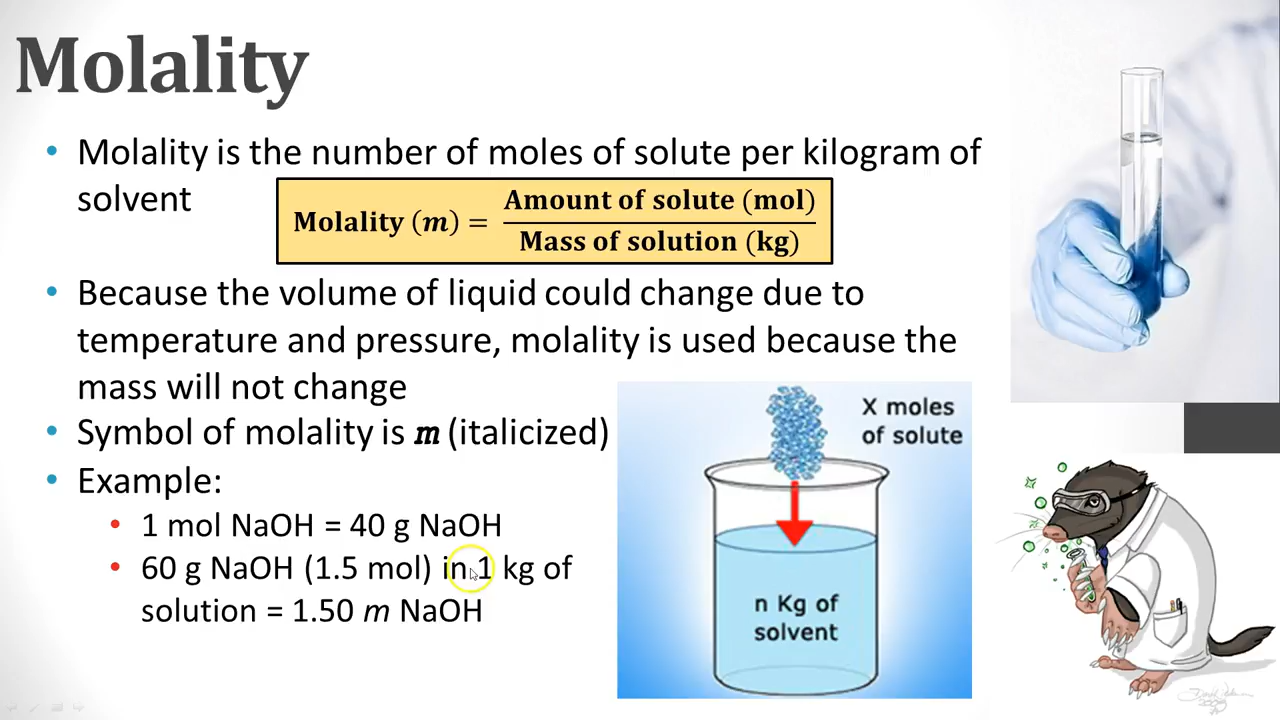 Molality
• Molality is the number of moles of solute per kilogram of
solvent
Molality (m) = Amount of solute (mol) / Mass of solution (kg)
• Because the volume of liquid could change due to
temperature and pressure, molality is used because the
mass will not change
• Symbol of molality is m (italicized)
• Example:
• 1 mol NaOH = 40 g NaOH
• 60 g NaOH (1.5 mol) in 1 kg of
solution = 1.50 m NaOH
X moles
of solute
n Kg of
solvent